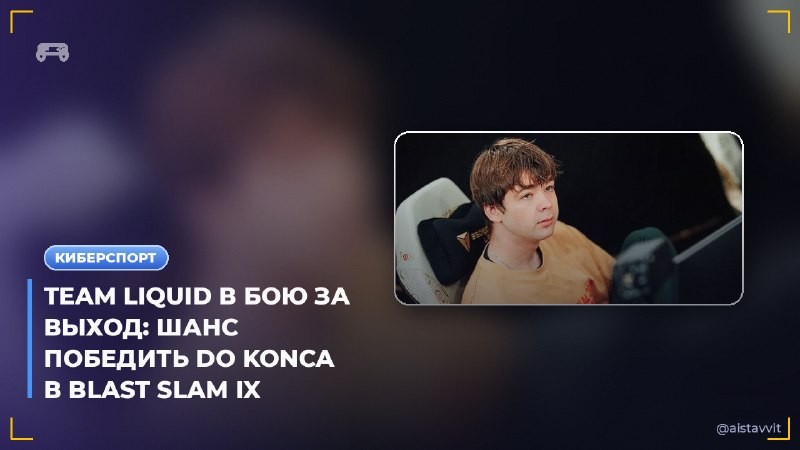 КИБЕРСПОРТ
TEAM LIQUID В БОЮ ЗА
ВЫХОД: ШАНС
ПОБЕДИТЬ DO KONCA
В BLAST SLAM IX
@aistavvit